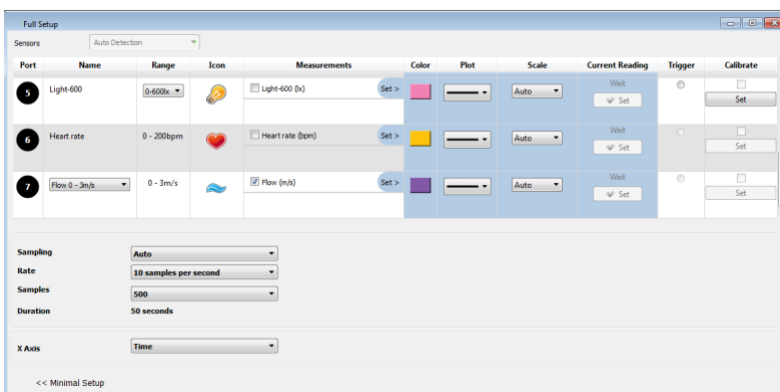 Full Setup
Sensors Auto Detection
Port Name Range Icon Measurements Color Plot Scale Current Reading Trigger Calibrate
5 Light-600 0-600lx Light-600 (lx) Set > Auto Wait
Set Set
6 Heart rate 0 - 200bpm Heart rate (bpm) Set > Auto Wait
Set Set
7 Flow 0 - 3m/s 0 - 3m/s Flow (m/s) Set > Auto Wait
Set Set
Sampling Auto
Rate 10 samples per second
Samples 500
Duration 50 seconds
X Axis Time
<< Minimal Setup